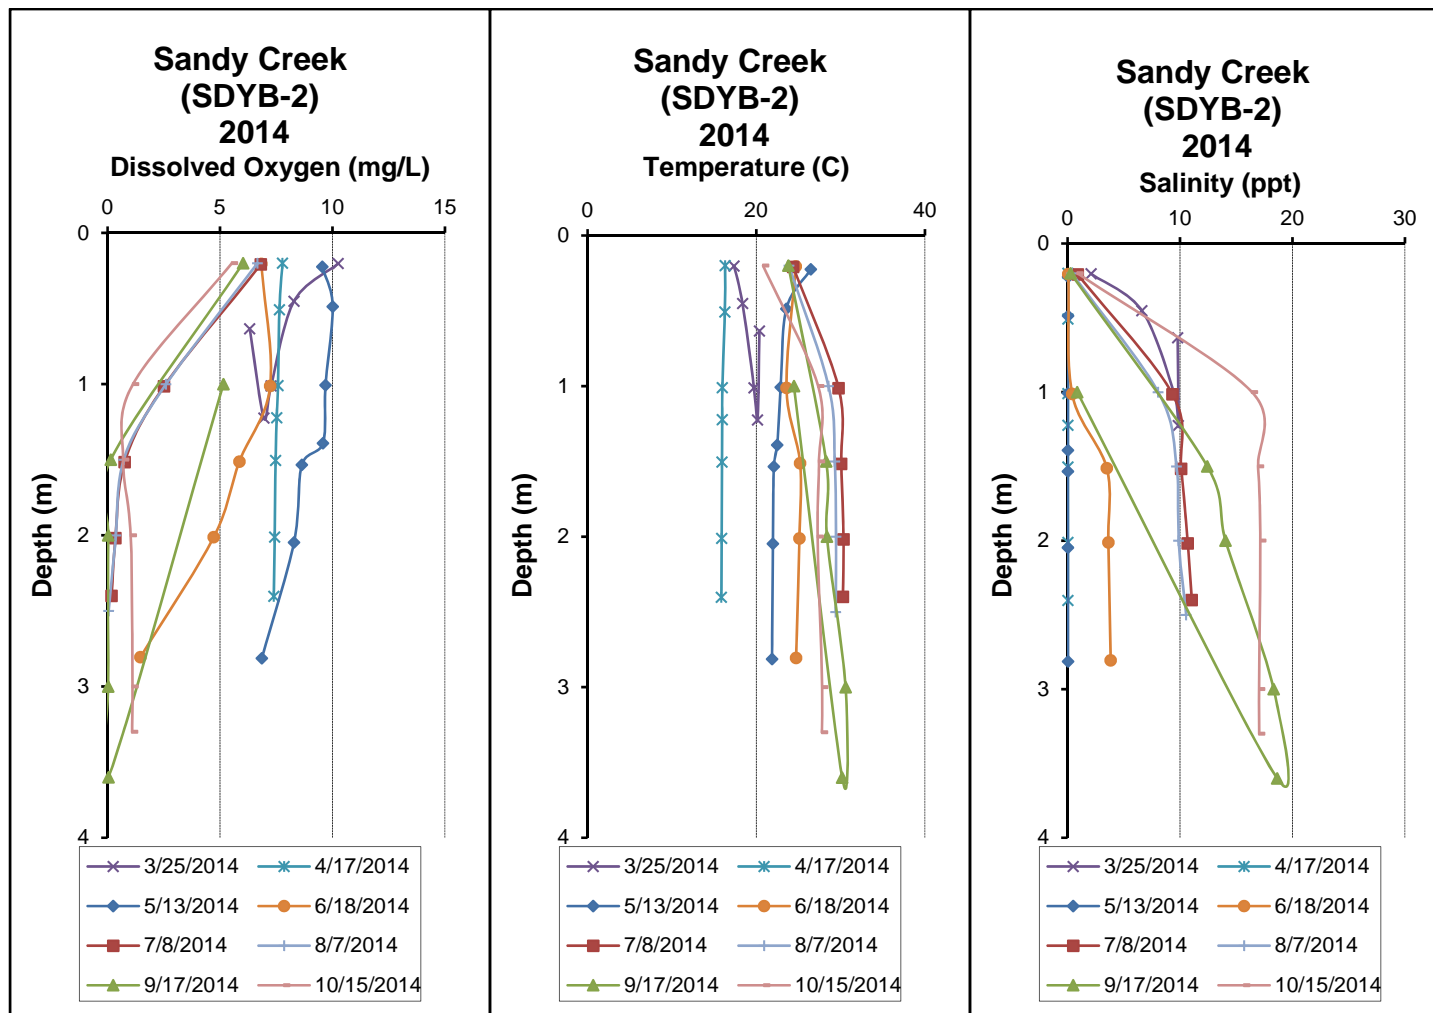 Sandy Creek
(SDYB-2)
2014
Dissolved Oxygen (mg/L)
0 5 10 15
0
1
2
3
4
Depth (m)
3/25/2014 4/17/2014
5/13/2014 6/18/2014
7/8/2014 8/7/2014
9/17/2014 10/15/2014
Sandy Creek
(SDYB-2)
2014
Temperature (C)
0 20 40
0
1
2
3
4
Depth (m)
3/25/2014 4/17/2014
5/13/2014 6/18/2014
7/8/2014 8/7/2014
9/17/2014 10/15/2014
Sandy Creek
(SDYB-2)
2014
Salinity (ppt)
0 10 20 30
0
1
2
3
4
Depth (m)
3/25/2014 4/17/2014
5/13/2014 6/18/2014
7/8/2014 8/7/2014
9/17/2014 10/15/2014